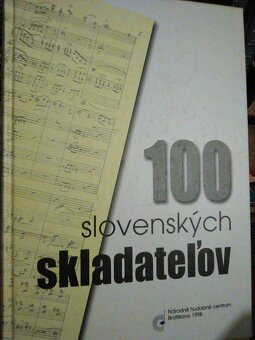 100
slovenských
skladateľov
Národné hudobné centrum
Bratislava 1998